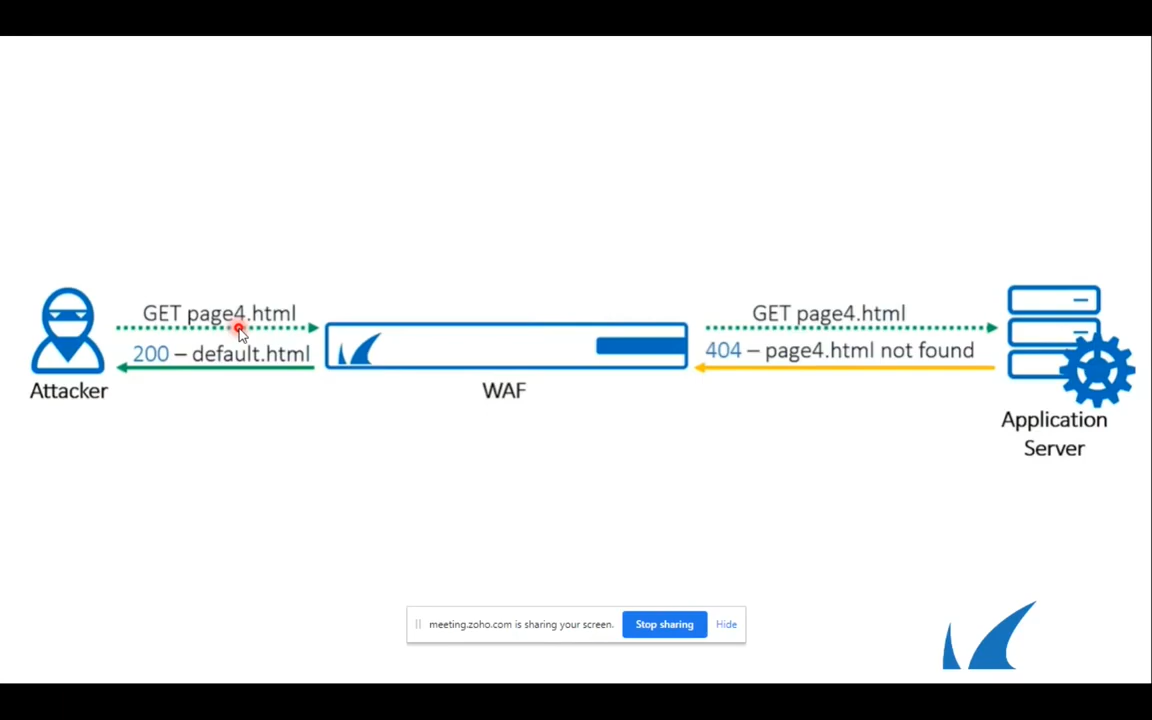 GET page4.html
200 – default.html
Attacker
WAF
GET page4.html
404 – page4.html not found
Application
Server
meeting.zoho.com is sharing your screen.
Stop sharing
Hide